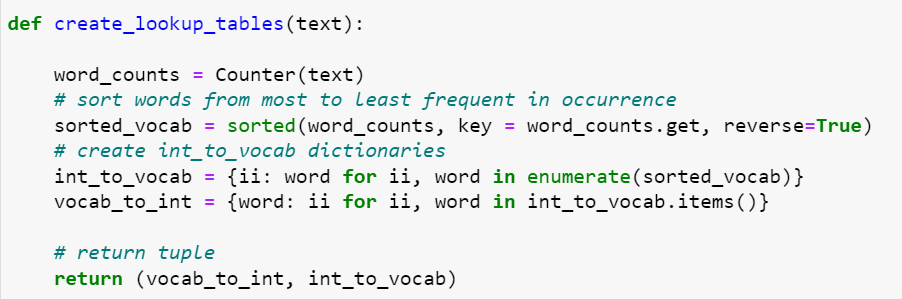 def create_lookup_tables(text):
    word_counts = Counter(text)
    # sort words from most to least frequent in occurrence
    sorted_vocab = sorted(word_counts, key = word_counts.get, reverse=True)
    # create int_to_vocab dictionaries
    int_to_vocab = {ii: word for ii, word in enumerate(sorted_vocab)}
    vocab_to_int = {word: ii for ii, word in int_to_vocab.items()}
    # return tuple
    return (vocab_to_int, int_to_vocab)